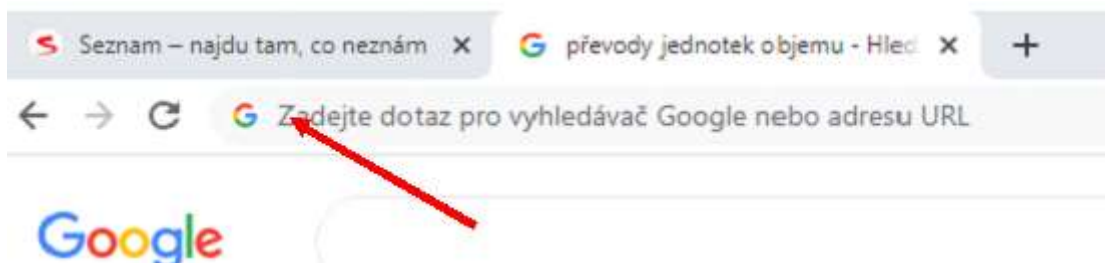 Seznam – najdu tam, co neznám
převody jednotek objemu - Hled
Zadejte dotaz pro vyhledávač Google nebo adresu URL
Google